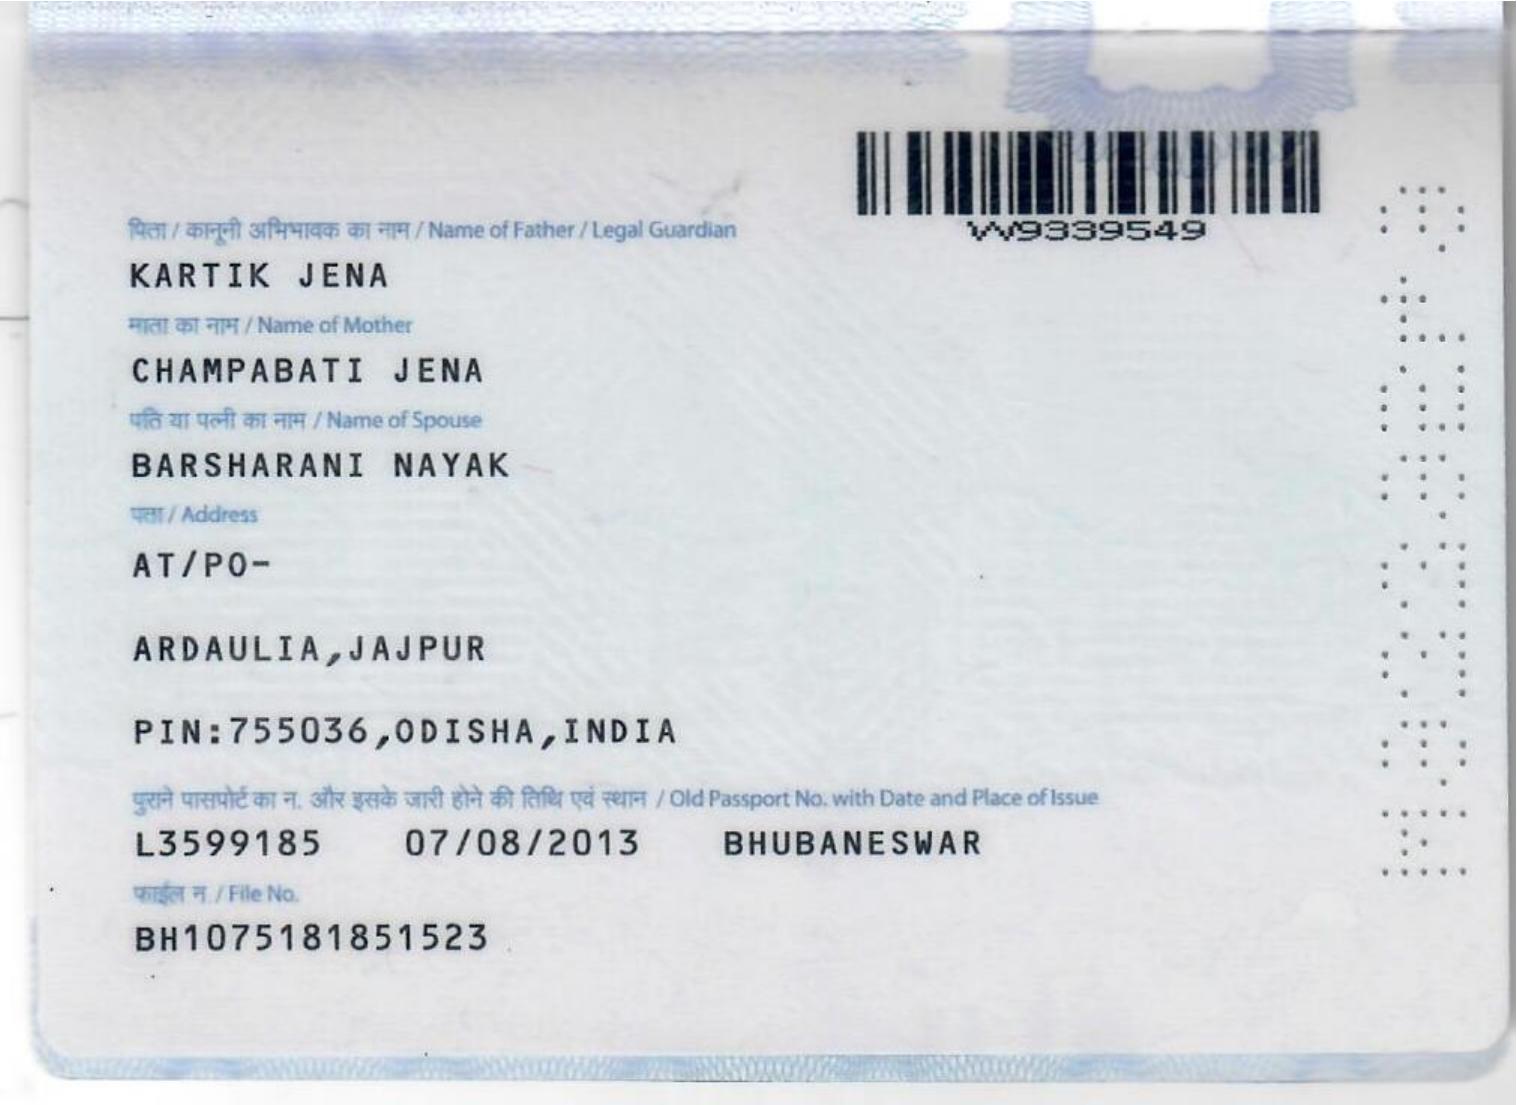 VV9339549
पिता / कानूनी अभिभावक का नाम / Name of Father / Legal Guardian
KARTIK JENA
माता का नाम / Name of Mother
CHAMPABATI JENA
पति या पत्नी का नाम / Name of Spouse
BARSHARANI NAYAK
पता / Address
AT/PO-
ARDAULIA,JAJPUR
PIN:755036,ODISHA,INDIA
पुराने पासपोर्ट का न. और इसके जारी होने की तिथि एवं स्थान / Old Passport No. with Date and Place of Issue
L3599185 07/08/2013 BHUBANESWAR
फाईल न. / File No.
BH1075181851523